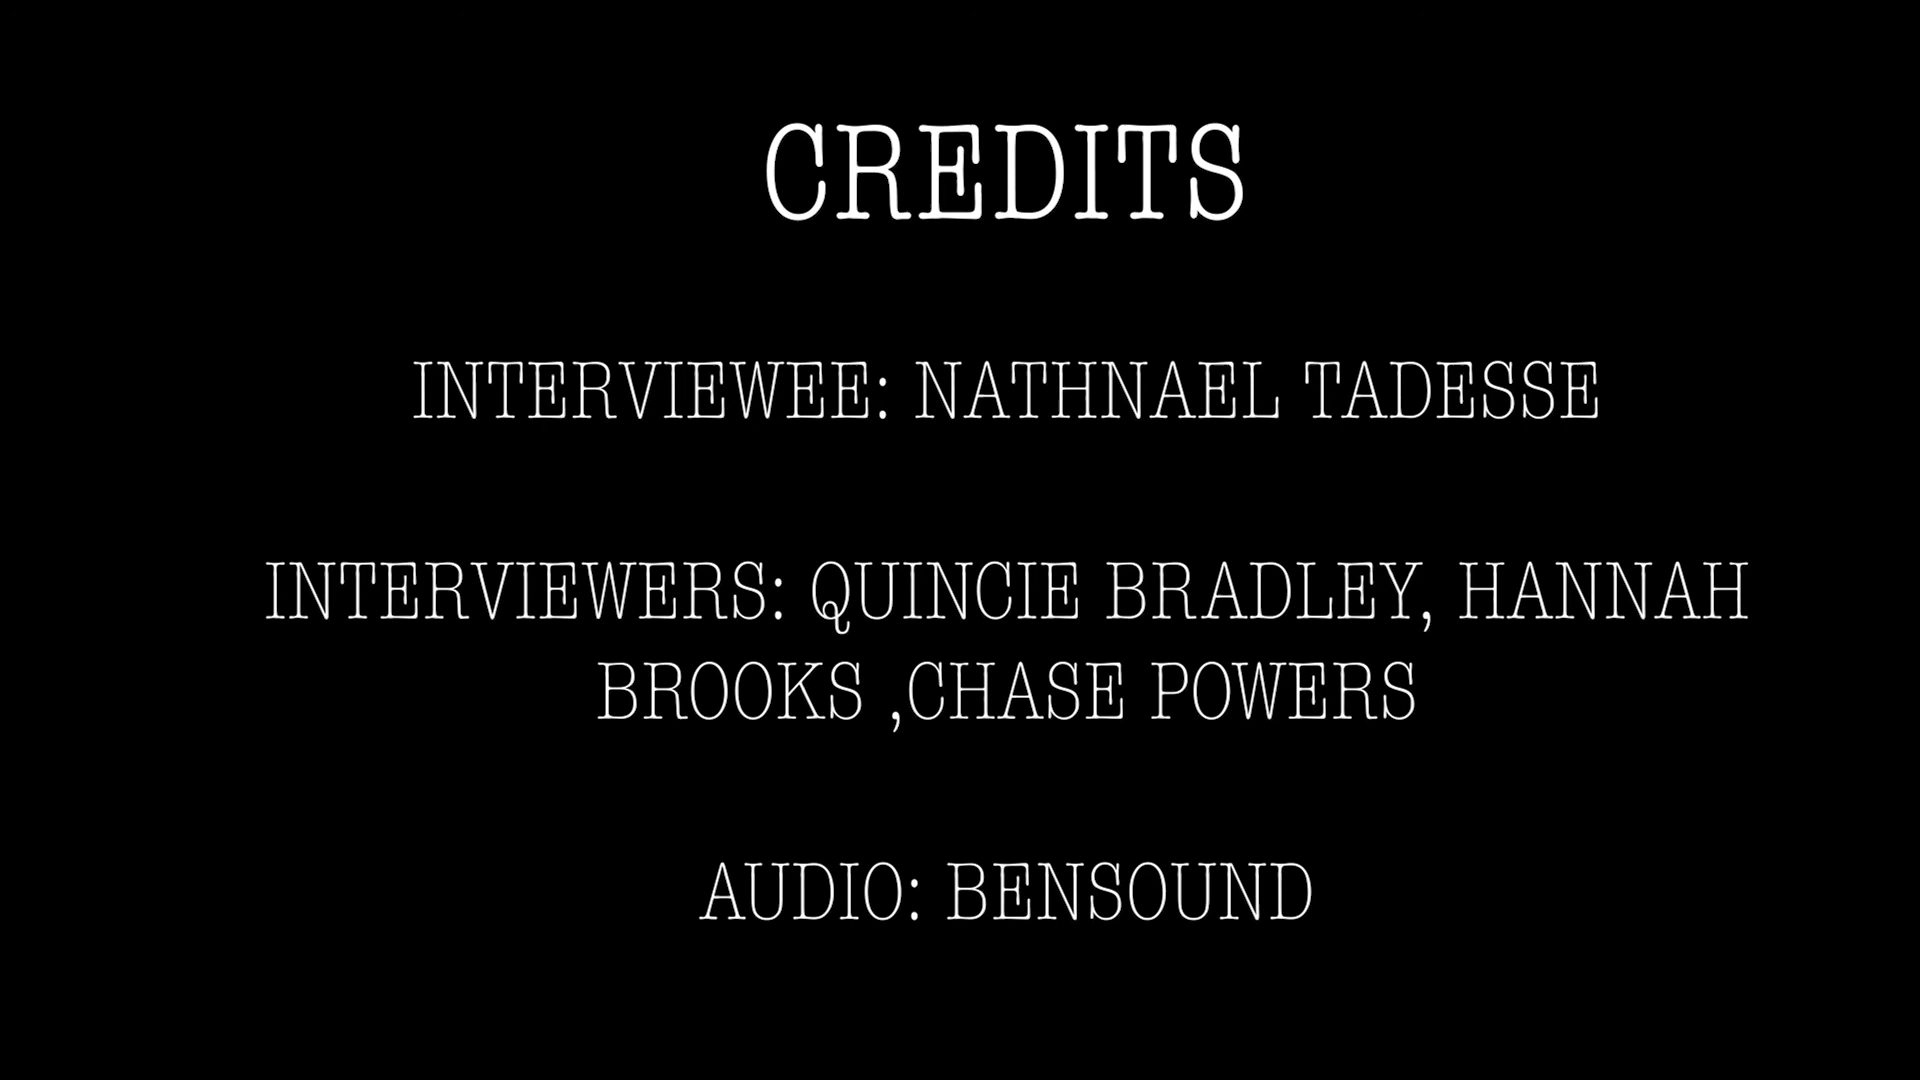 CREDITS
INTERVIEWEE: NATHNAEL TADESSE
INTERVIEWERS: QUINCIE BRADLEY, HANNAH
BROOKS ,CHASE POWERS
AUDIO: BENSOUND